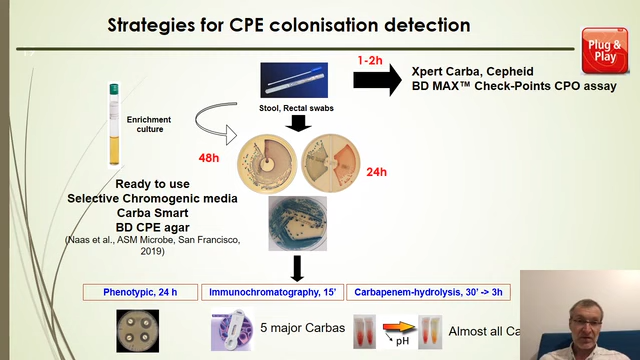 Strategies for CPE colonisation detection
Plug &
Play
1-2h
Xpert Carba, Cepheid
BD MAX™ Check-Points CPO assay
Stool, Rectal swabs
Enrichment
culture
48h
24h
Ready to use
Selective Chromogenic media
Carba Smart
BD CPE agar
(Naas et al., ASM Microbe, San Francisco,
2019)
Phenotypic, 24 h
Immunochromatography, 15'
Carbapenem-hydrolysis, 30' -> 3h
5 major Carbas
pH
Almost all Ca